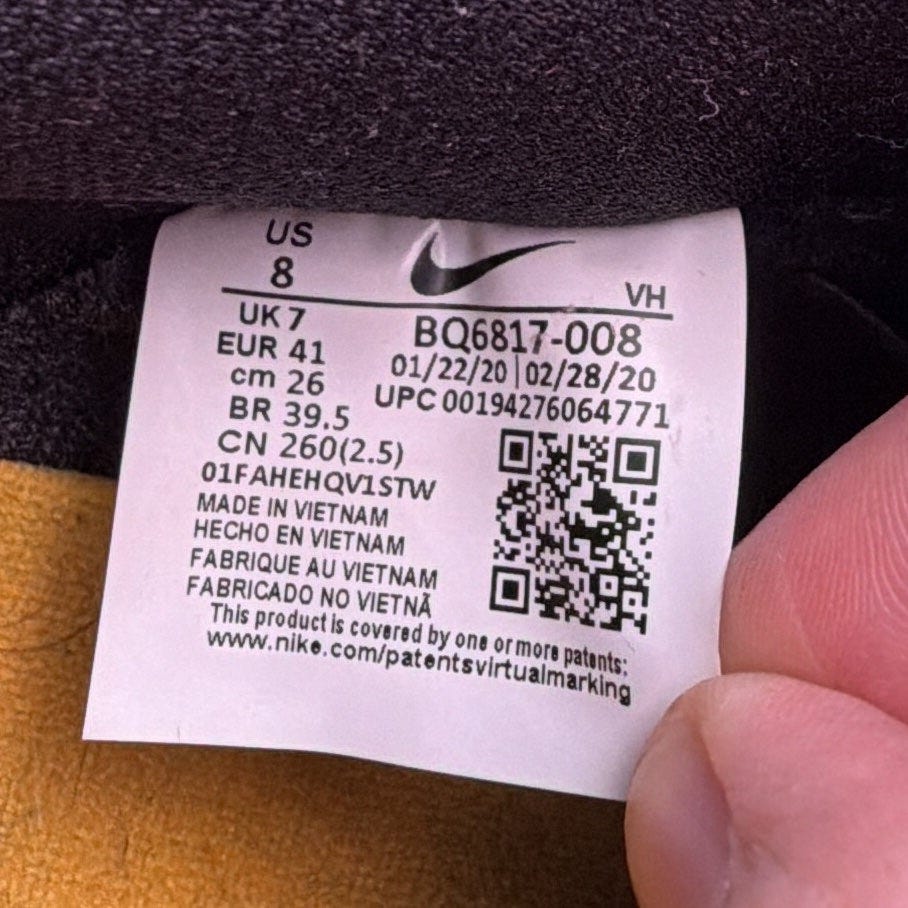 US
8
VH
UK 7
EUR 41
cm 26
BR 39.5
CN 260(2.5)
BQ6817-008
01/22/20 | 02/28/20
UPC 00194276064771
01FAHEHQV1STW
MADE IN VIETNAM
HECHO EN VIETNAM
FABRIQUE AU VIETNAM
FABRICADO NO VIETNÃ
This product is covered by one or more patents:
www.nike.com/patentsvirtualmarking